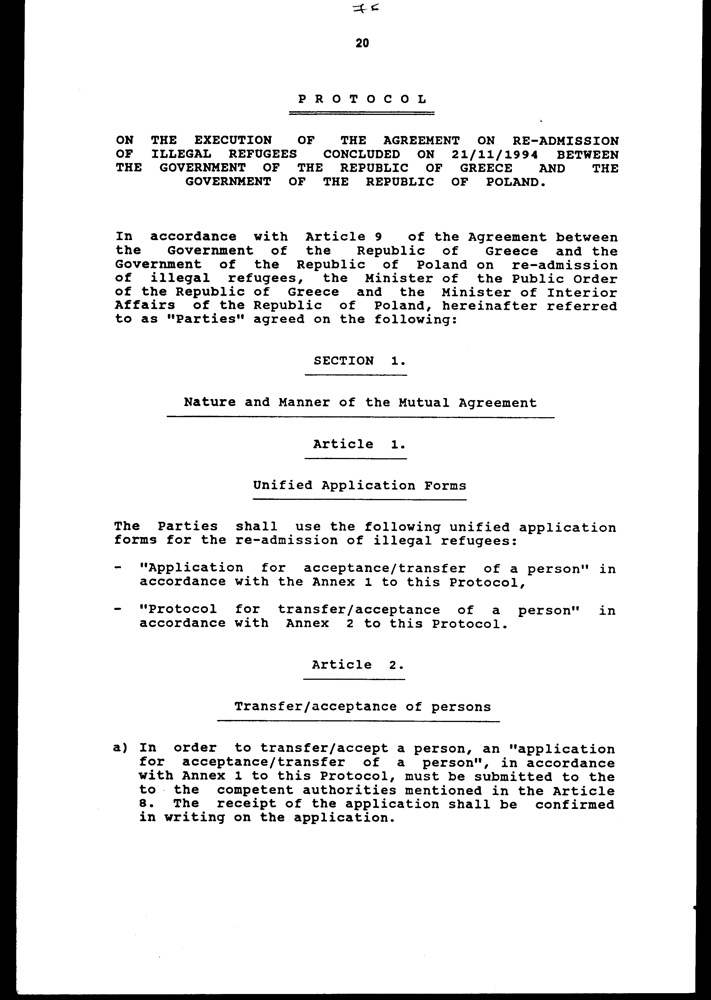 20
P R O T O C O L
ON THE EXECUTION OF THE AGREEMENT ON RE-ADMISSION
OF ILLEGAL REFUGEES CONCLUDED ON 21/11/1994 BETWEEN
THE GOVERNMENT OF THE REPUBLIC OF GREECE AND THE
GOVERNMENT OF THE REPUBLIC OF POLAND.
In accordance with Article 9 of the Agreement between
the Government of the Republic of Greece and the
Government of the Republic of Poland on re-admission
of illegal refugees, the Minister of the Public Order
of the Republic of Greece and the Minister of Interior
Affairs of the Republic of Poland, hereinafter referred
to as "Parties" agreed on the following:
SECTION 1.
Nature and Manner of the Mutual Agreement
Article 1.
Unified Application Forms
The Parties shall use the following unified application
forms for the re-admission of illegal refugees:
- "Application for acceptance/transfer of a person" in
accordance with the Annex 1 to this Protocol,
- "Protocol for transfer/acceptance of a person" in
accordance with Annex 2 to this Protocol.
Article 2.
Transfer/acceptance of persons
a) In order to transfer/accept a person, an "application
for acceptance/transfer of a person", in accordance
with Annex 1 to this Protocol, must be submitted to the
to the competent authorities mentioned in the Article
8. The receipt of the application shall be confirmed
in writing on the application.